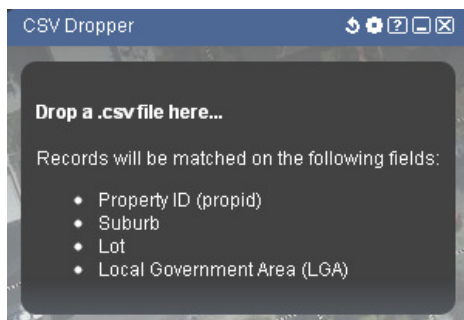 CSV Dropper
Drop a .csv file here...
Records will be matched on the following fields:
Property ID (propid)
Suburb
Lot
Local Government Area (LGA)